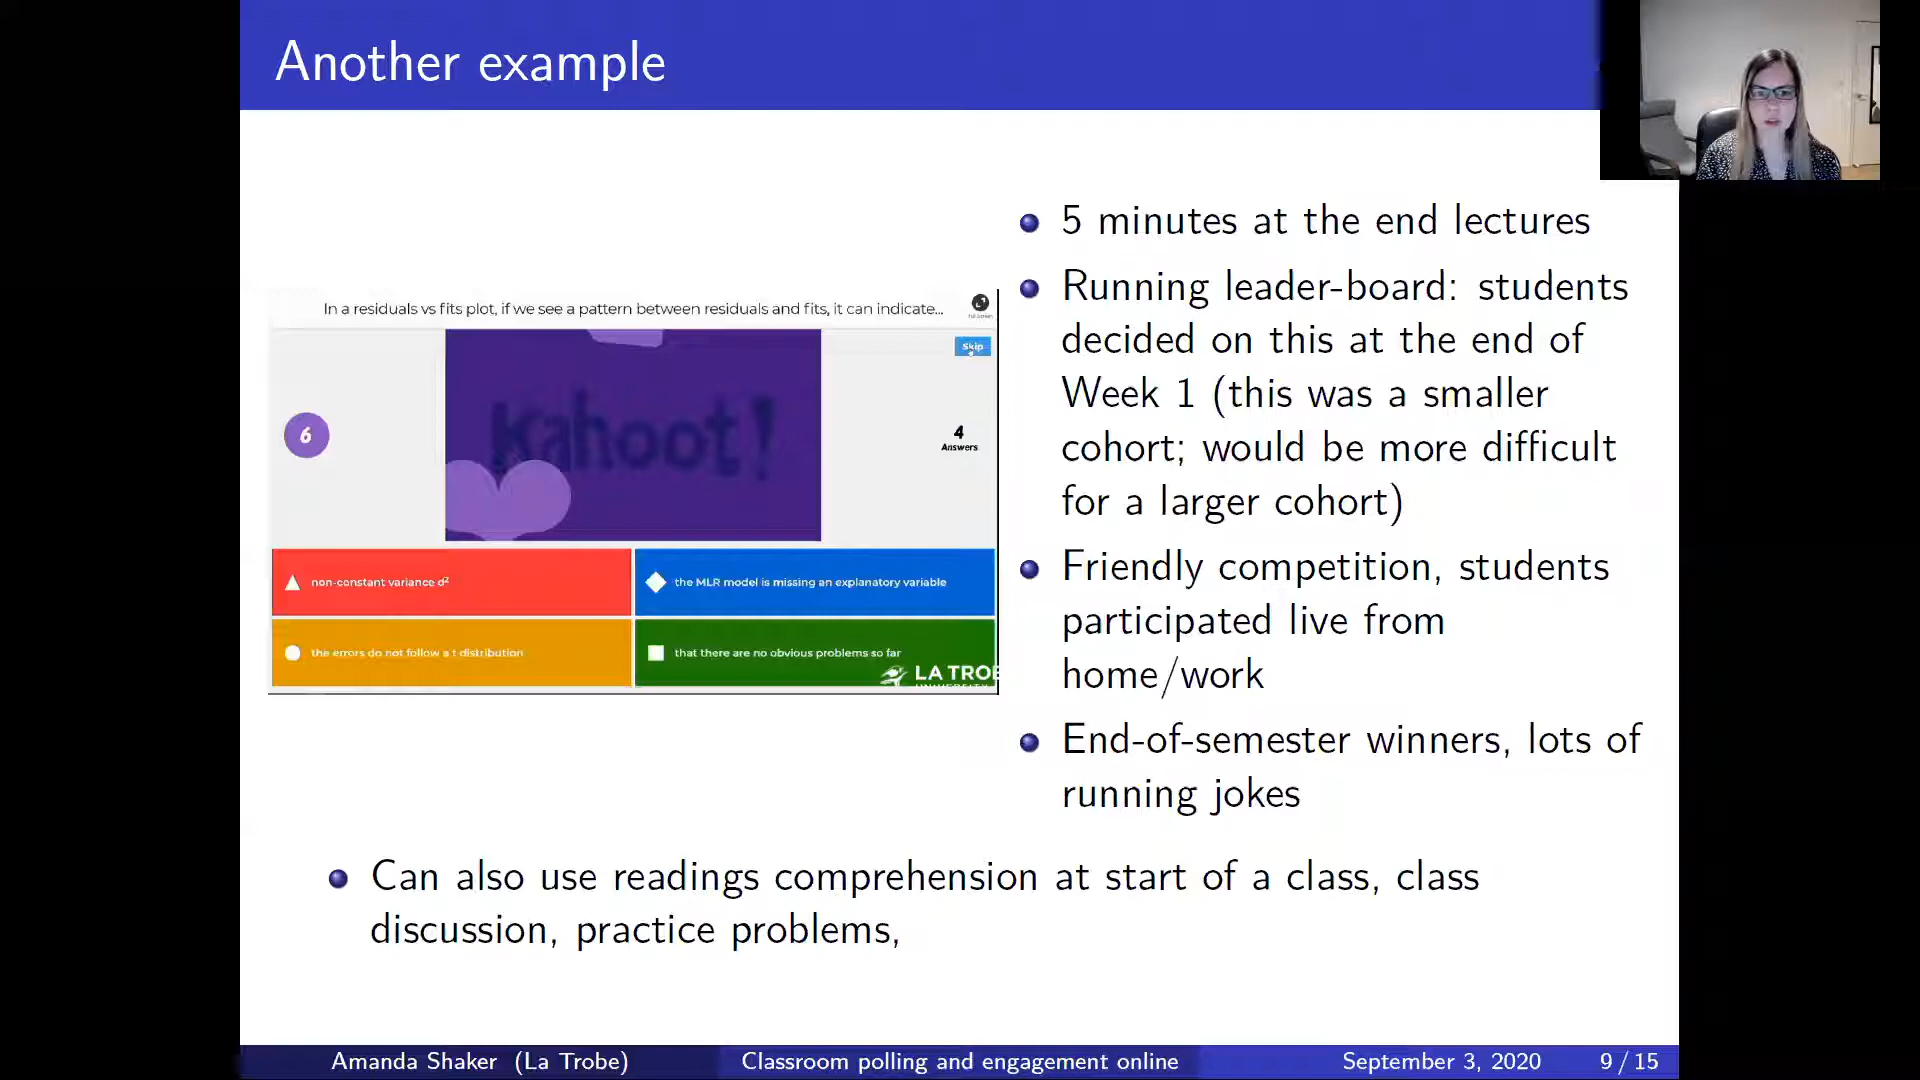 Another example
In a residuals vs fits plot, if we see a pattern between residuals and fits, it can indicate...
Skip
Kahoot!
6
4
Answers
non-constant variance d²
the MLR model is missing an explanatory variable
the errors do not follow a t distribution
that there are no obvious problems so far
LA TROBE
UNIVERSITY
5 minutes at the end lectures
Running leader-board: students
decided on this at the end of
Week 1 (this was a smaller
cohort; would be more difficult
for a larger cohort)
Friendly competition, students
participated live from
home/work
End-of-semester winners, lots of
running jokes
Can also use readings comprehension at start of a class, class
discussion, practice problems,
Amanda Shaker (La Trobe)
Classroom polling and engagement online
September 3, 2020
9 / 15